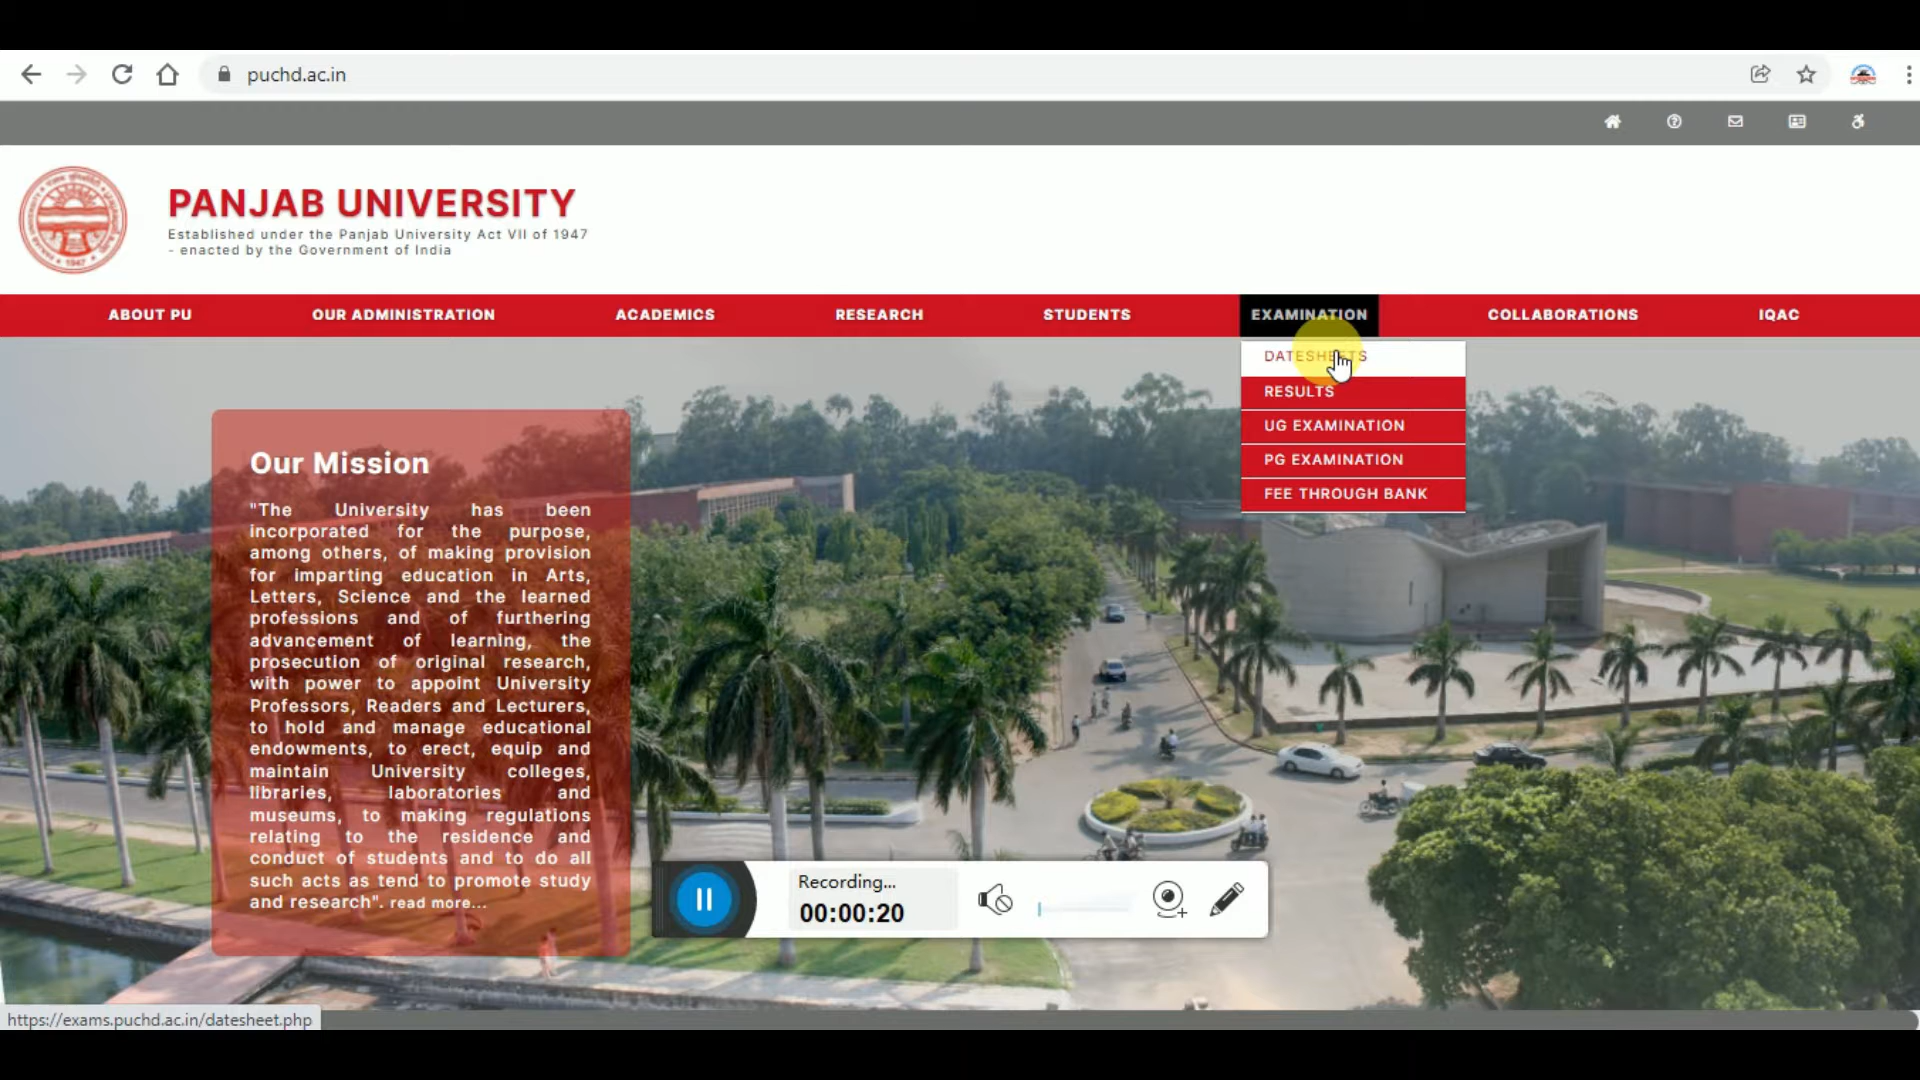 puchd.ac.in
PANJAB UNIVERSITY
Established under the Panjab University Act VII of 1947
- enacted by the Government of India
ABOUT PU
OUR ADMINISTRATION
ACADEMICS
RESEARCH
STUDENTS
EXAMINATION
COLLABORATIONS
IQAC
DATESHEETS
RESULTS
UG EXAMINATION
PG EXAMINATION
FEE THROUGH BANK
Our Mission
"The University has been
incorporated for the purpose,
among others, of making provision
for imparting education in Arts,
Letters, Science and the learned
professions and of furthering
advancement of learning, the
prosecution of original research,
with power to appoint University
Professors, Readers and Lecturers,
to hold and manage educational
endowments, to erect, equip and
maintain University colleges,
libraries, laboratories and
museums, to making regulations
relating to the residence and
conduct of students and to do all
such acts as tend to promote study
and research". read more...
Recording...
00:00:20
https://exams.puchd.ac.in/datesheet.php